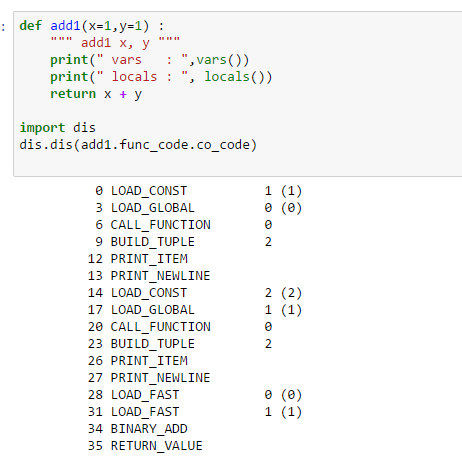 :
def add1(x=1,y=1) :
    """ add1 x, y """
    print(" vars   : ",vars())
    print(" locals : ", locals())
    return x + y

import dis
dis.dis(add1.func_code.co_code)

          0 LOAD_CONST          1 (1)
          3 LOAD_GLOBAL         0 (0)
          6 CALL_FUNCTION       0
          9 BUILD_TUPLE         2
         12 PRINT_ITEM
         13 PRINT_NEWLINE
         14 LOAD_CONST          2 (2)
         17 LOAD_GLOBAL         1 (1)
         20 CALL_FUNCTION       0
         23 BUILD_TUPLE         2
         26 PRINT_ITEM
         27 PRINT_NEWLINE
         28 LOAD_FAST           0 (0)
         31 LOAD_FAST           1 (1)
         34 BINARY_ADD
         35 RETURN_VALUE